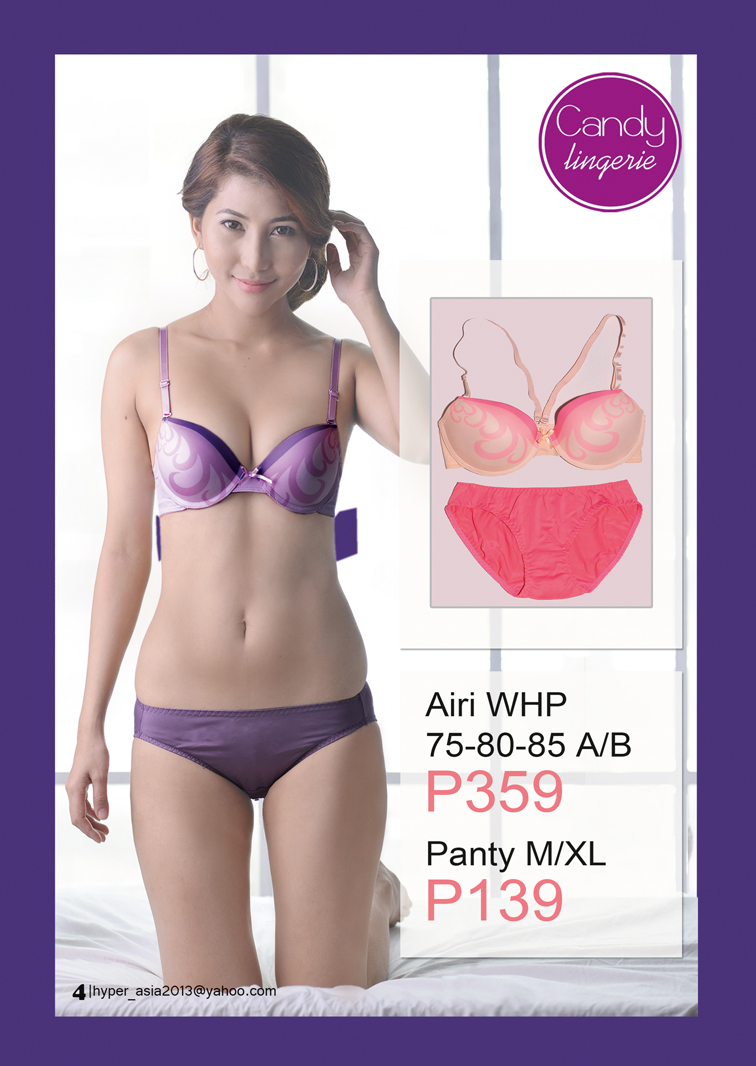 Candy
lingerie
Airi WHP
75-80-85 A/B
P359
Panty M/XL
P139
4|hyper_asia2013@yahoo.com